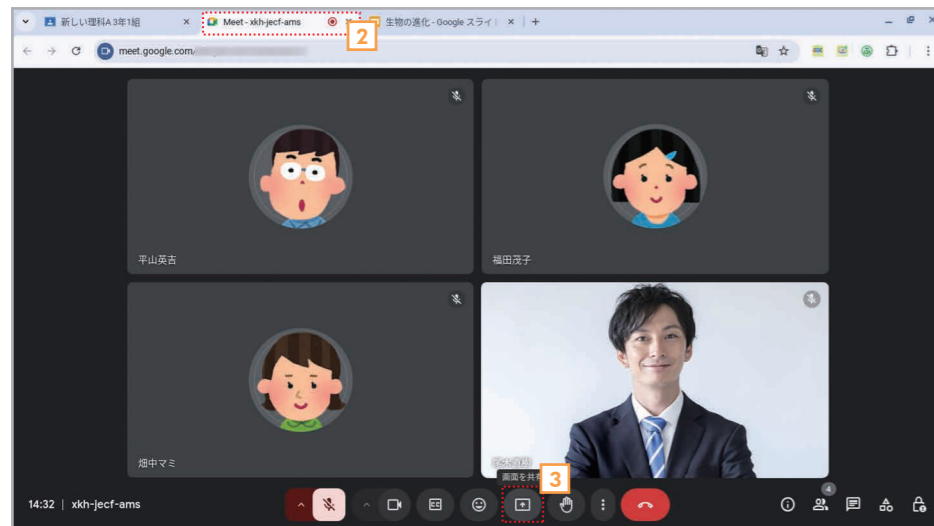 新しい理科A 3年1組
Meet - xkh-jecf-ams
生物の進化 - Google スライド
2
meet.google.com/
平山英吉
福田茂子
畑中マミ
画面を共有
3
14:32 | xkh-jecf-ams
CC
4